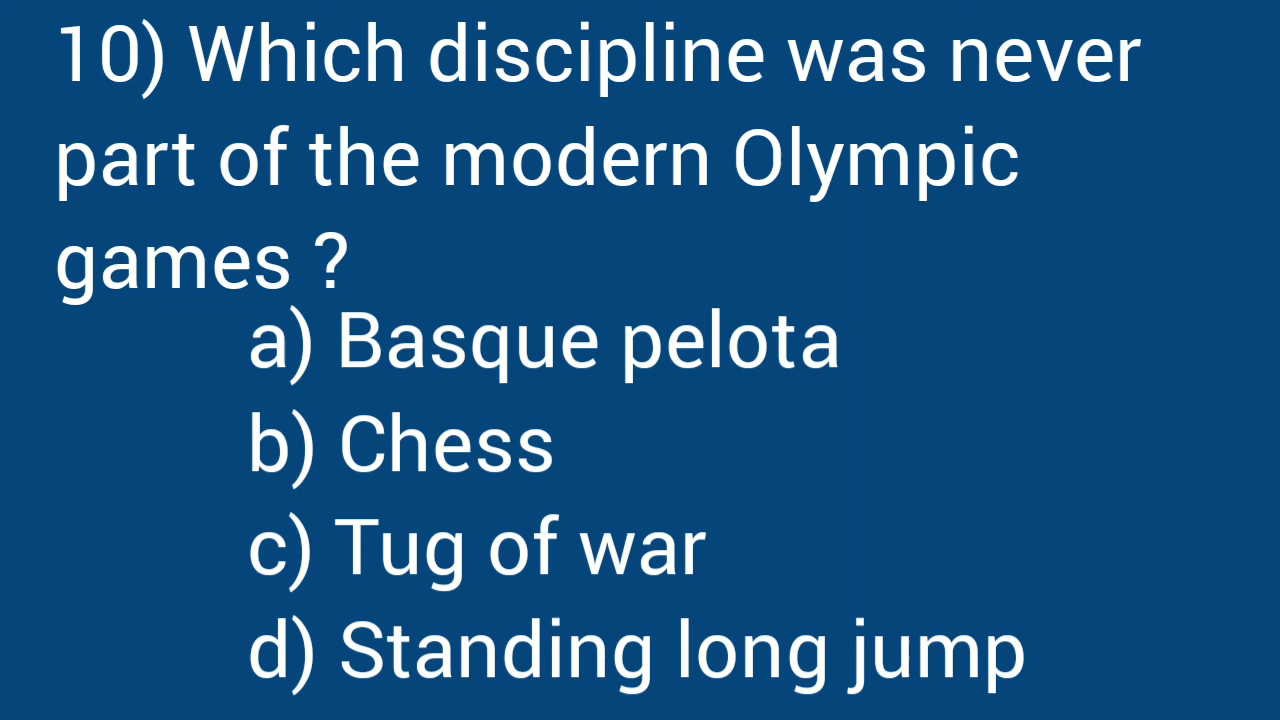 10) Which discipline was never
part of the modern Olympic
games ?
a) Basque pelota
b) Chess
c) Tug of war
d) Standing long jump